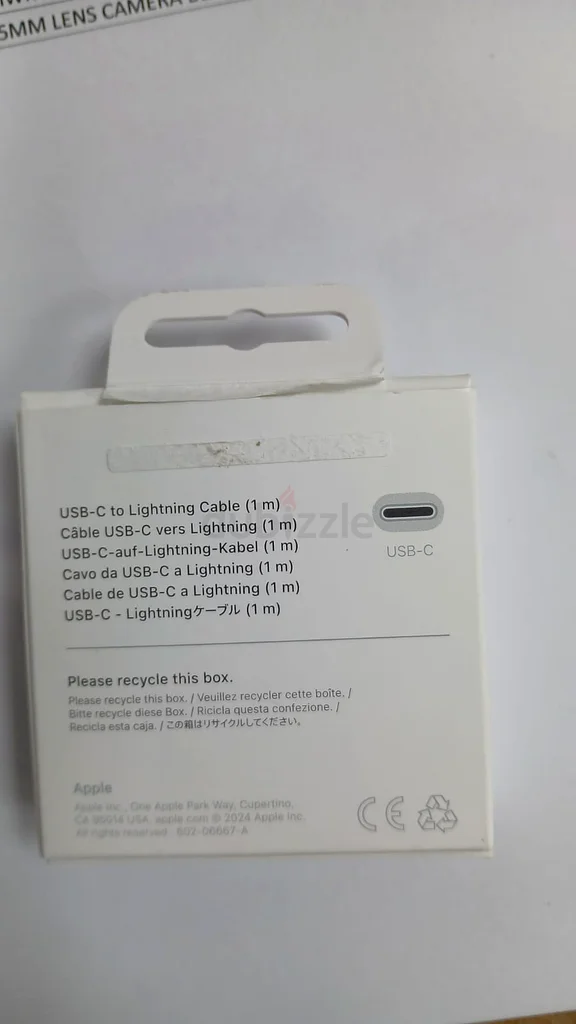 5MM LENS CAMERA
USB-C to Lightning Cable (1 m)
Câble USB-C vers Lightning (1 m)
USB-C-auf-Lightning-Kabel (1 m)
Cavo da USB-C a Lightning (1 m)
Cable de USB-C a Lightning (1 m)
USB-C - Lightningケーブル (1 m)
USB-C
dubizzle
Please recycle this box.
Please recycle this box. / Veuillez recycler cette boîte. /
Bitte recycle diese Box. / Ricicla questa confezione. /
Recicla esta caja. / この箱はリサイクルしてください。
Apple
Apple Inc., One Apple Park Way, Cupertino,
CA 95014 USA. apple.com © 2024 Apple Inc.
All rights reserved. 602-06667-A
CE